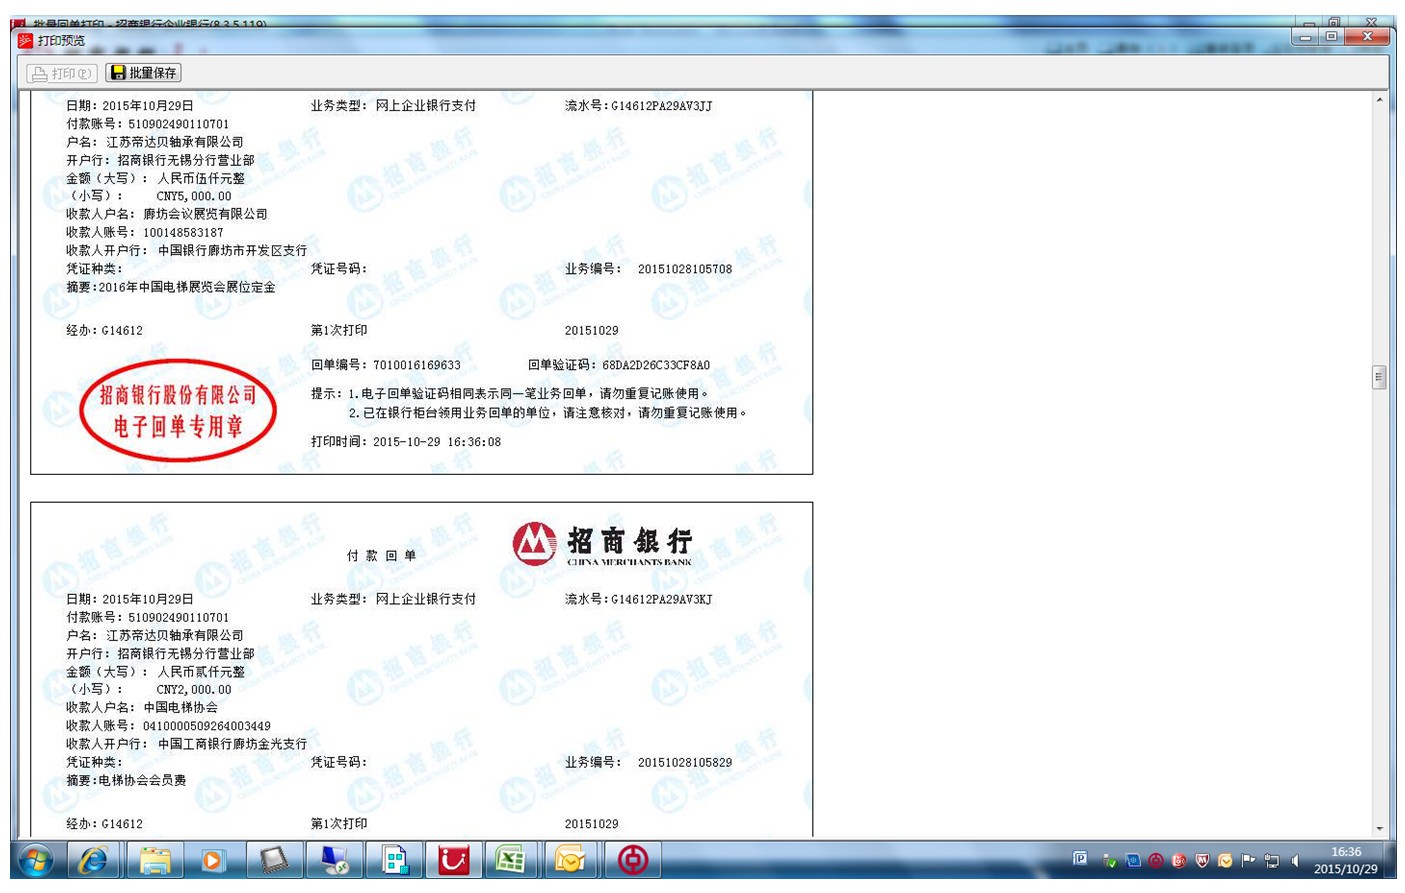 批量回单打印 - 招商银行企业银行(8.3.5.119)
打印预览
打印(P) 批量保存
日期: 2015年10月29日 业务类型: 网上企业银行支付 流水号:G14612PA29AV3JJ
付款账号: 510902490110701
户名: 江苏帝达贝轴承有限公司
开户行: 招商银行无锡分行营业部
金额(大写): 人民币伍仟元整
(小写): CNY5,000.00
收款人户名: 廊坊会议展览有限公司
收款人账号: 100148583187
收款人开户行: 中国银行廊坊市开发区支行
凭证种类: 凭证号码: 业务编号: 20151028105708
摘要:2016年中国电梯展览会展位定金
经办:G14612 第1次打印 20151029
回单编号: 7010016169633 回单验证码: 68DA2D26C33CF8A0
招商银行股份有限公司
电子回单专用章
提示: 1.电子回单验证码相同表示同一笔业务回单,请勿重复记账使用。
2.已在银行柜台领用业务回单的单位,请注意核对,请勿重复记账使用。
打印时间: 2015-10-29 16:36:08
付款回单
招商银行
CHINA MERCHANTS BANK
日期: 2015年10月29日 业务类型: 网上企业银行支付 流水号:G14612PA29AV3KJ
付款账号: 510902490110701
户名: 江苏帝达贝轴承有限公司
开户行: 招商银行无锡分行营业部
金额(大写): 人民币贰仟元整
(小写): CNY2,000.00
收款人户名: 中国电梯协会
收款人账号: 0410000509264003449
收款人开户行: 中国工商银行廊坊金光支行
凭证种类: 凭证号码: 业务编号: 20151028105829
摘要:电梯协会会员费
经办:G14612 第1次打印 20151029
16:36
2015/10/29